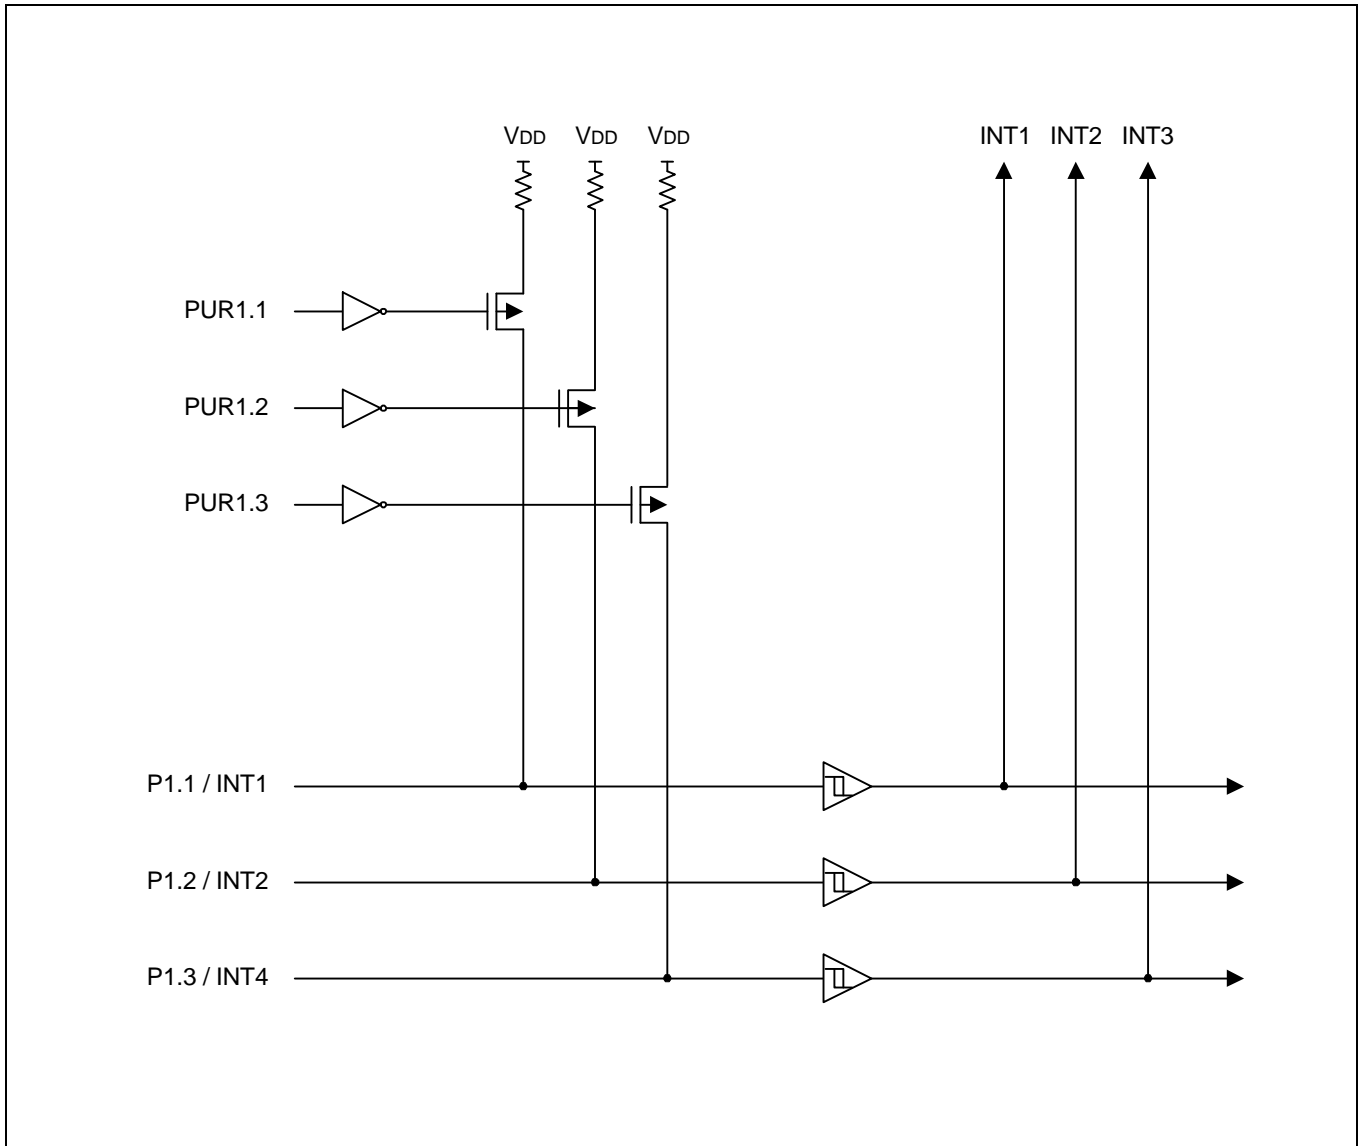 VDD VDD VDD INT1 INT2 INT3
PUR1.1
PUR1.2
PUR1.3
P1.1 / INT1
P1.2 / INT2
P1.3 / INT4